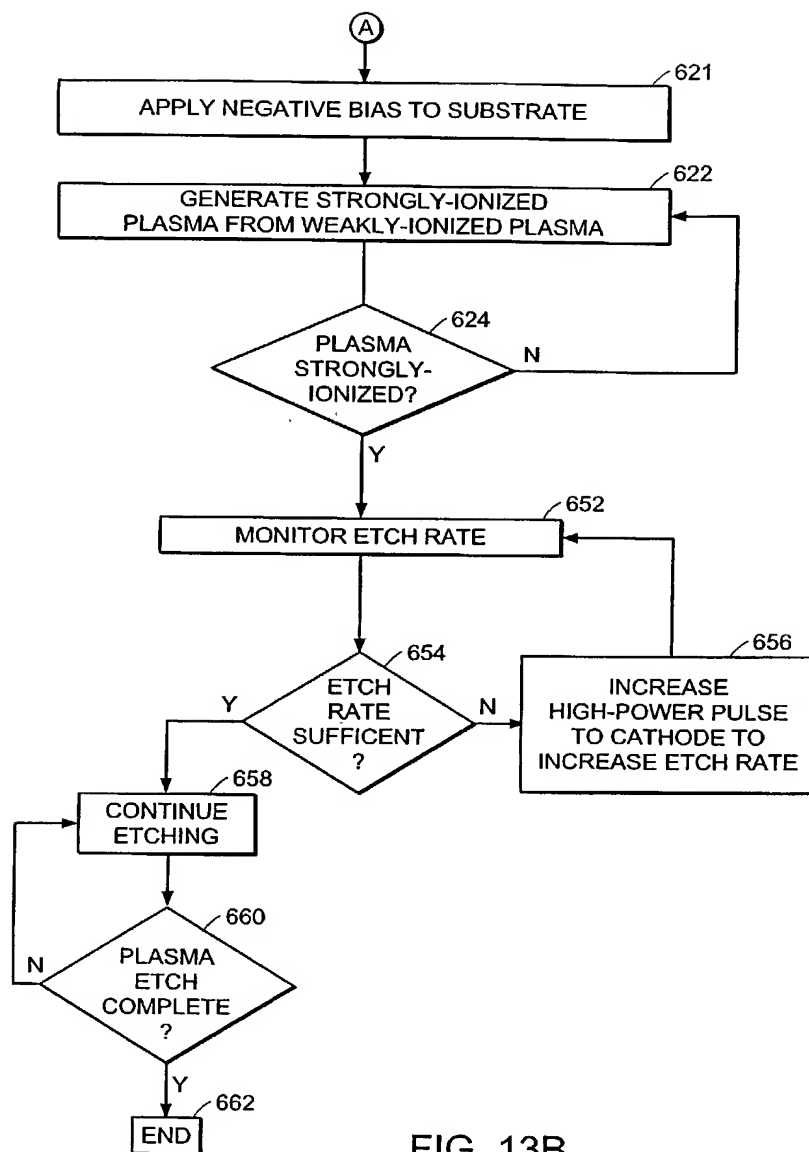 A
621
APPLY NEGATIVE BIAS TO SUBSTRATE
622
GENERATE STRONGLY-IONIZED
PLASMA FROM WEAKLY-IONIZED PLASMA
624
PLASMA
STRONGLY-
IONIZED?
N
Y
652
MONITOR ETCH RATE
654
ETCH
RATE
SUFFICENT
?
Y
N
656
INCREASE
HIGH-POWER PULSE
TO CATHODE TO
INCREASE ETCH RATE
658
CONTINUE
ETCHING
660
PLASMA
ETCH
COMPLETE
?
N
Y
662
END
FIG. 13B